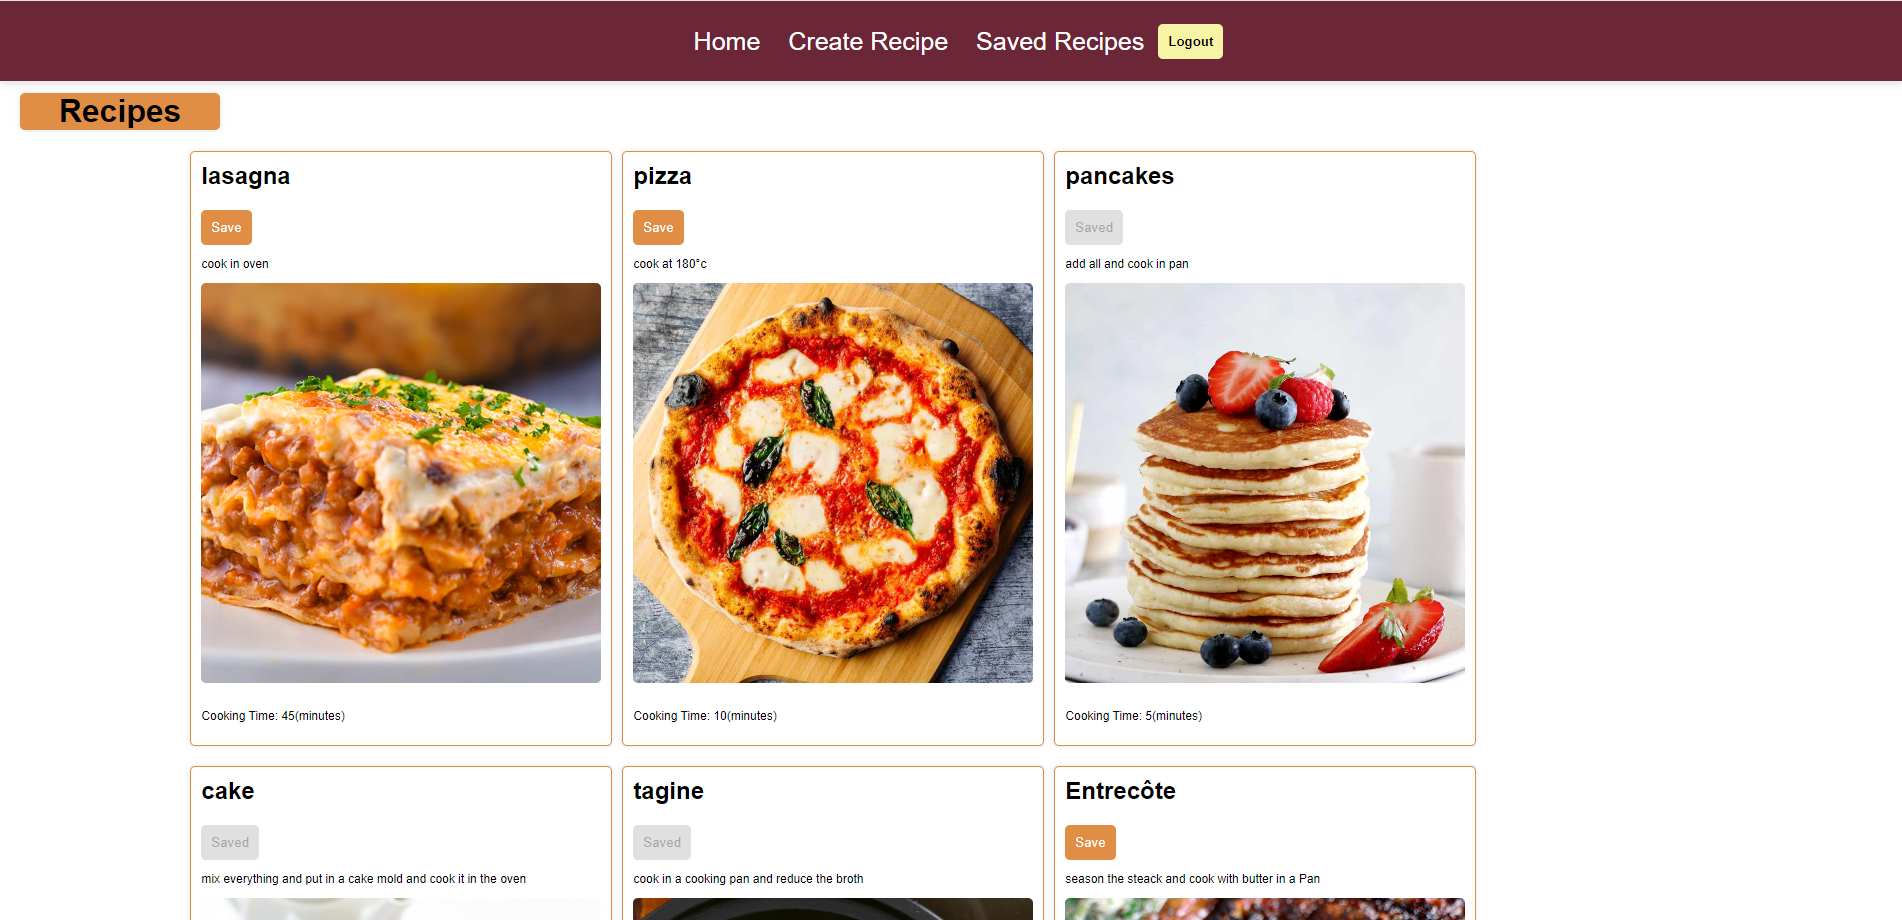 Home Create Recipe Saved Recipes Logout
Recipes
lasagna
Save
cook in oven
Cooking Time: 45(minutes)
pizza
Save
cook at 180°c
Cooking Time: 10(minutes)
pancakes
Saved
add all and cook in pan
Cooking Time: 5(minutes)
cake
Saved
mix everything and put in a cake mold and cook it in the oven
tagine
Saved
cook in a cooking pan and reduce the broth
Entrecôte
Save
season the steack and cook with butter in a Pan